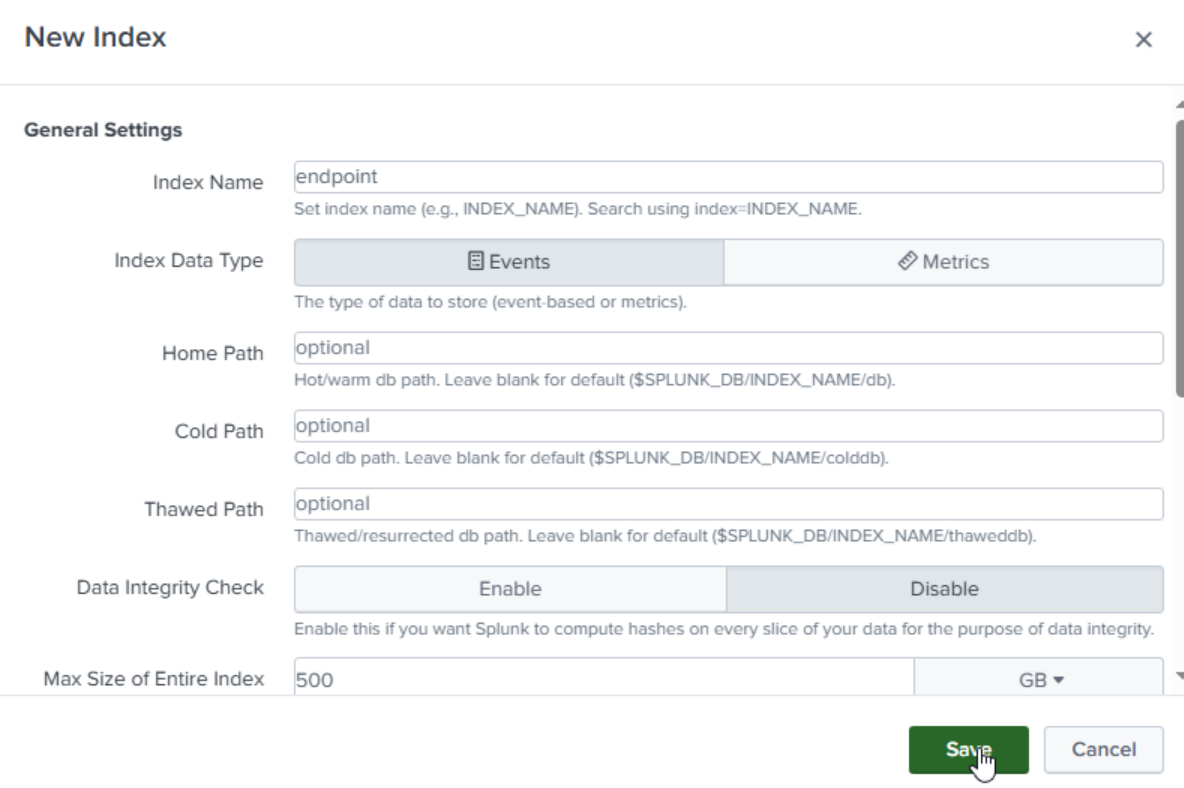 New Index
General Settings
Index Name
endpoint
Set index name (e.g., INDEX_NAME). Search using index=INDEX_NAME.
Index Data Type
Events
Metrics
The type of data to store (event-based or metrics).
Home Path
optional
Hot/warm db path. Leave blank for default ($SPLUNK_DB/INDEX_NAME/db).
Cold Path
optional
Cold db path. Leave blank for default ($SPLUNK_DB/INDEX_NAME/colddb).
Thawed Path
optional
Thawed/resurrected db path. Leave blank for default ($SPLUNK_DB/INDEX_NAME/thaweddb).
Data Integrity Check
Enable
Disable
Enable this if you want Splunk to compute hashes on every slice of your data for the purpose of data integrity.
Max Size of Entire Index
500
GB
Save
Cancel